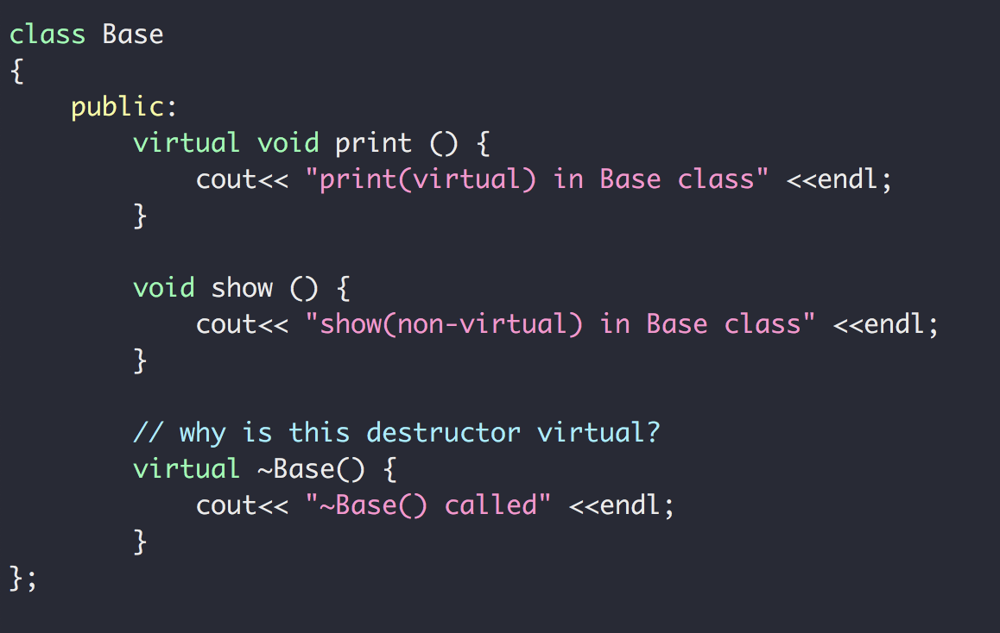 class Base
{
    public:
        virtual void print () {
            cout<< "print(virtual) in Base class" <<endl;
        }

        void show () {
            cout<< "show(non-virtual) in Base class" <<endl;
        }

        // why is this destructor virtual?
        virtual ~Base() {
            cout<< "~Base() called" <<endl;
        }
};